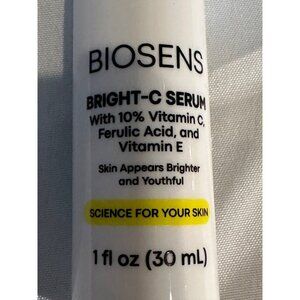 BIOSENS
BRIGHT-C SERUM
With 10% Vitamin C,
Ferulic Acid, and
Vitamin E
Skin Appears Brighter
and Youthful
SCIENCE FOR YOUR SKIN
1 fl oz (30 mL)